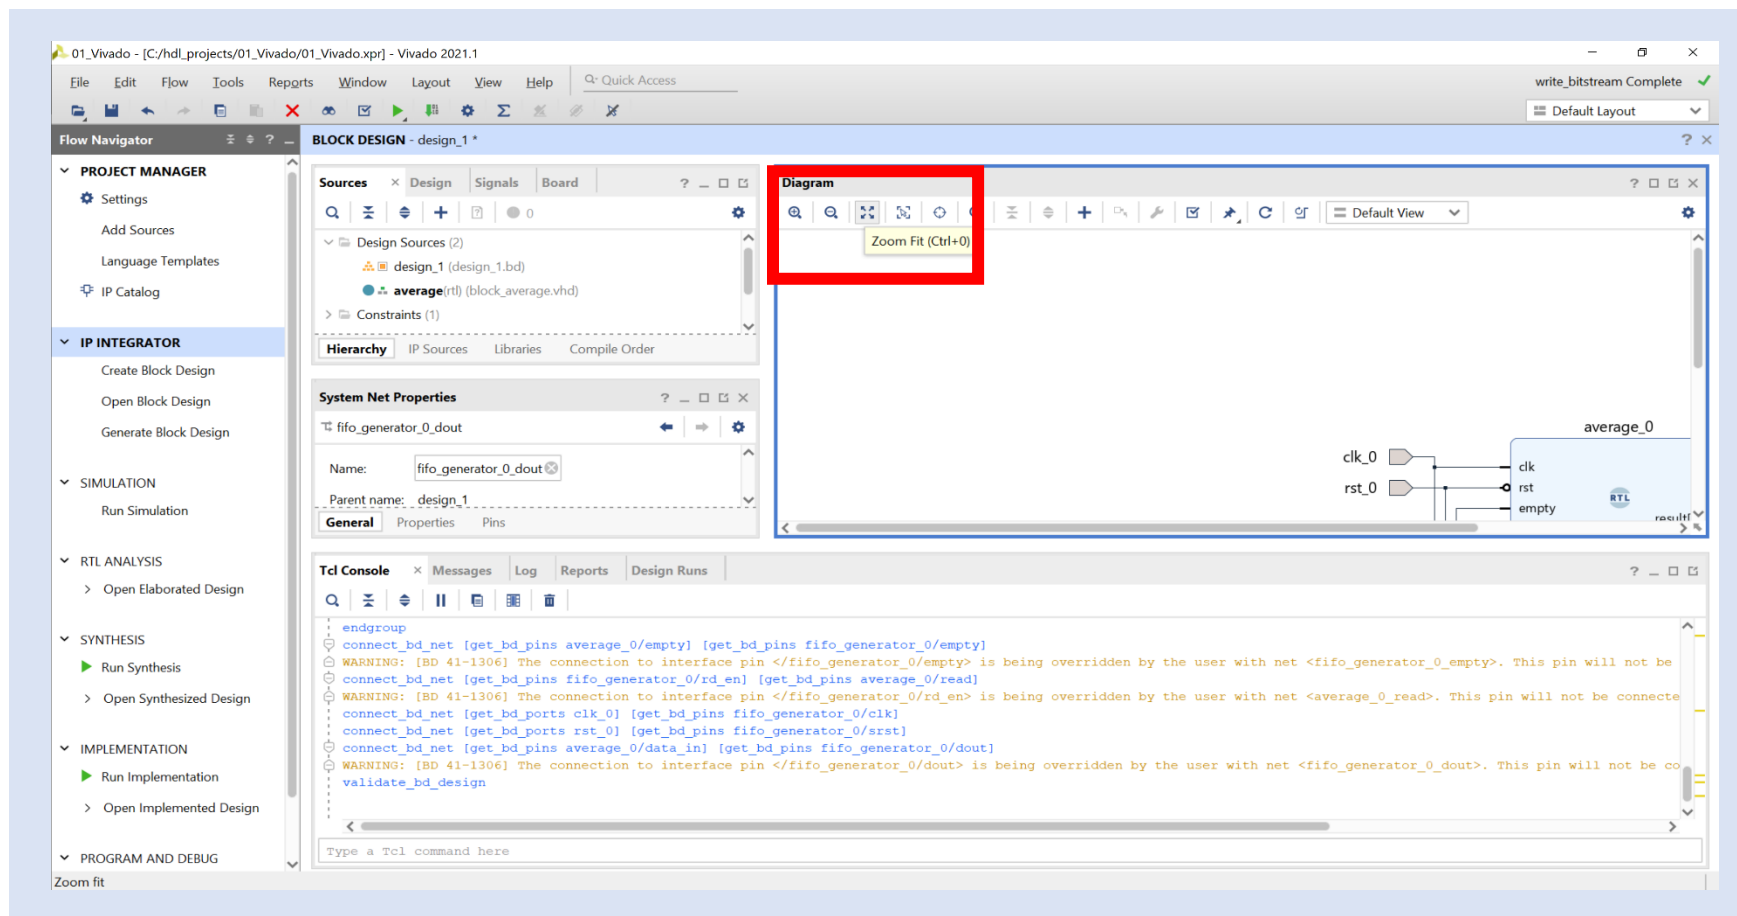 01_Vivado - [C:/hdl_projects/01_Vivado/01_Vivado.xpr] - Vivado 2021.1
File Edit Flow Tools Reports Window Layout View Help Quick Access
write_bitstream Complete
Default Layout
Flow Navigator
BLOCK DESIGN - design_1 *
PROJECT MANAGER
Settings
Add Sources
Language Templates
IP Catalog
IP INTEGRATOR
Create Block Design
Open Block Design
Generate Block Design
SIMULATION
Run Simulation
RTL ANALYSIS
Open Elaborated Design
SYNTHESIS
Run Synthesis
Open Synthesized Design
IMPLEMENTATION
Run Implementation
Open Implemented Design
PROGRAM AND DEBUG
Zoom fit
Sources Design Signals Board
0
Design Sources (2)
design_1 (design_1.bd)
average(rtl) (block_average.vhd)
Constraints (1)
Hierarchy IP Sources Libraries Compile Order
System Net Properties
fifo_generator_0_dout
Name: fifo_generator_0_dout
Parent name: design_1
General Properties Pins
Diagram
Default View
Zoom Fit (Ctrl+0)
average_0
clk_0
rst_0
clk
rst
empty
RTL
result[
Tcl Console Messages Log Reports Design Runs
endgroup
connect_bd_net [get_bd_pins average_0/empty] [get_bd_pins fifo_generator_0/empty]
WARNING: [BD 41-1306] The connection to interface pin </fifo_generator_0/empty> is being overridden by the user with net <fifo_generator_0_empty>. This pin will not be
connect_bd_net [get_bd_pins fifo_generator_0/rd_en] [get_bd_pins average_0/read]
WARNING: [BD 41-1306] The connection to interface pin </fifo_generator_0/rd_en> is being overridden by the user with net <average_0_read>. This pin will not be connecte
connect_bd_net [get_bd_ports clk_0] [get_bd_pins fifo_generator_0/clk]
connect_bd_net [get_bd_ports rst_0] [get_bd_pins fifo_generator_0/srst]
connect_bd_net [get_bd_pins average_0/data_in] [get_bd_pins fifo_generator_0/dout]
WARNING: [BD 41-1306] The connection to interface pin </fifo_generator_0/dout> is being overridden by the user with net <fifo_generator_0_dout>. This pin will not be co
validate_bd_design
Type a Tcl command here